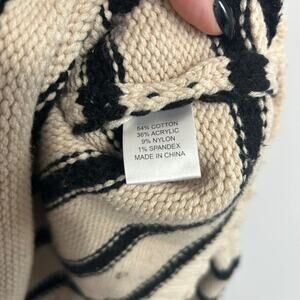 54% COTTON
36% ACRYLIC
9% NYLON
1% SPANDEX
MADE IN CHINA